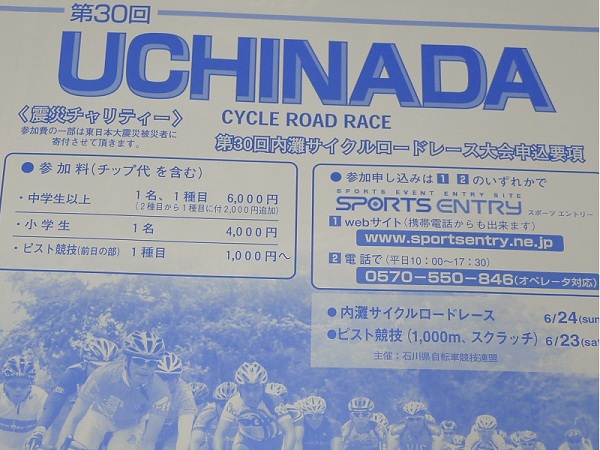 第30回
UCHINADA
CYCLE ROAD RACE
〈震災チャリティー〉
参加費の一部は東日本大震災被災者に
寄付させて頂きます。
第30回内灘サイクルロードレース大会申込要項
●参加料(チップ代を含む)
・中学生以上 1名、1種目 6,000円
(2種目から1種目に付2,000円追加)
・小学生 1名 4,000円
・ピスト競技(前日の部) 1種目 1,000円〜
●参加申し込みは1 2のいずれかで
SPORTS EVENT ENTRY SITE
SPORTS ENTRY スポーツ エントリー
1 webサイト(携帯電話からも出来ます)
www.sportsentry.ne.jp
2 電話で(平日10:00〜17:30)
0570-550-846(オペレータ対応)
●内灘サイクルロードレース 6/24(sun
●ピスト競技(1,000m、スクラッチ) 6/23(sat
主催:石川県自転車競技連盟